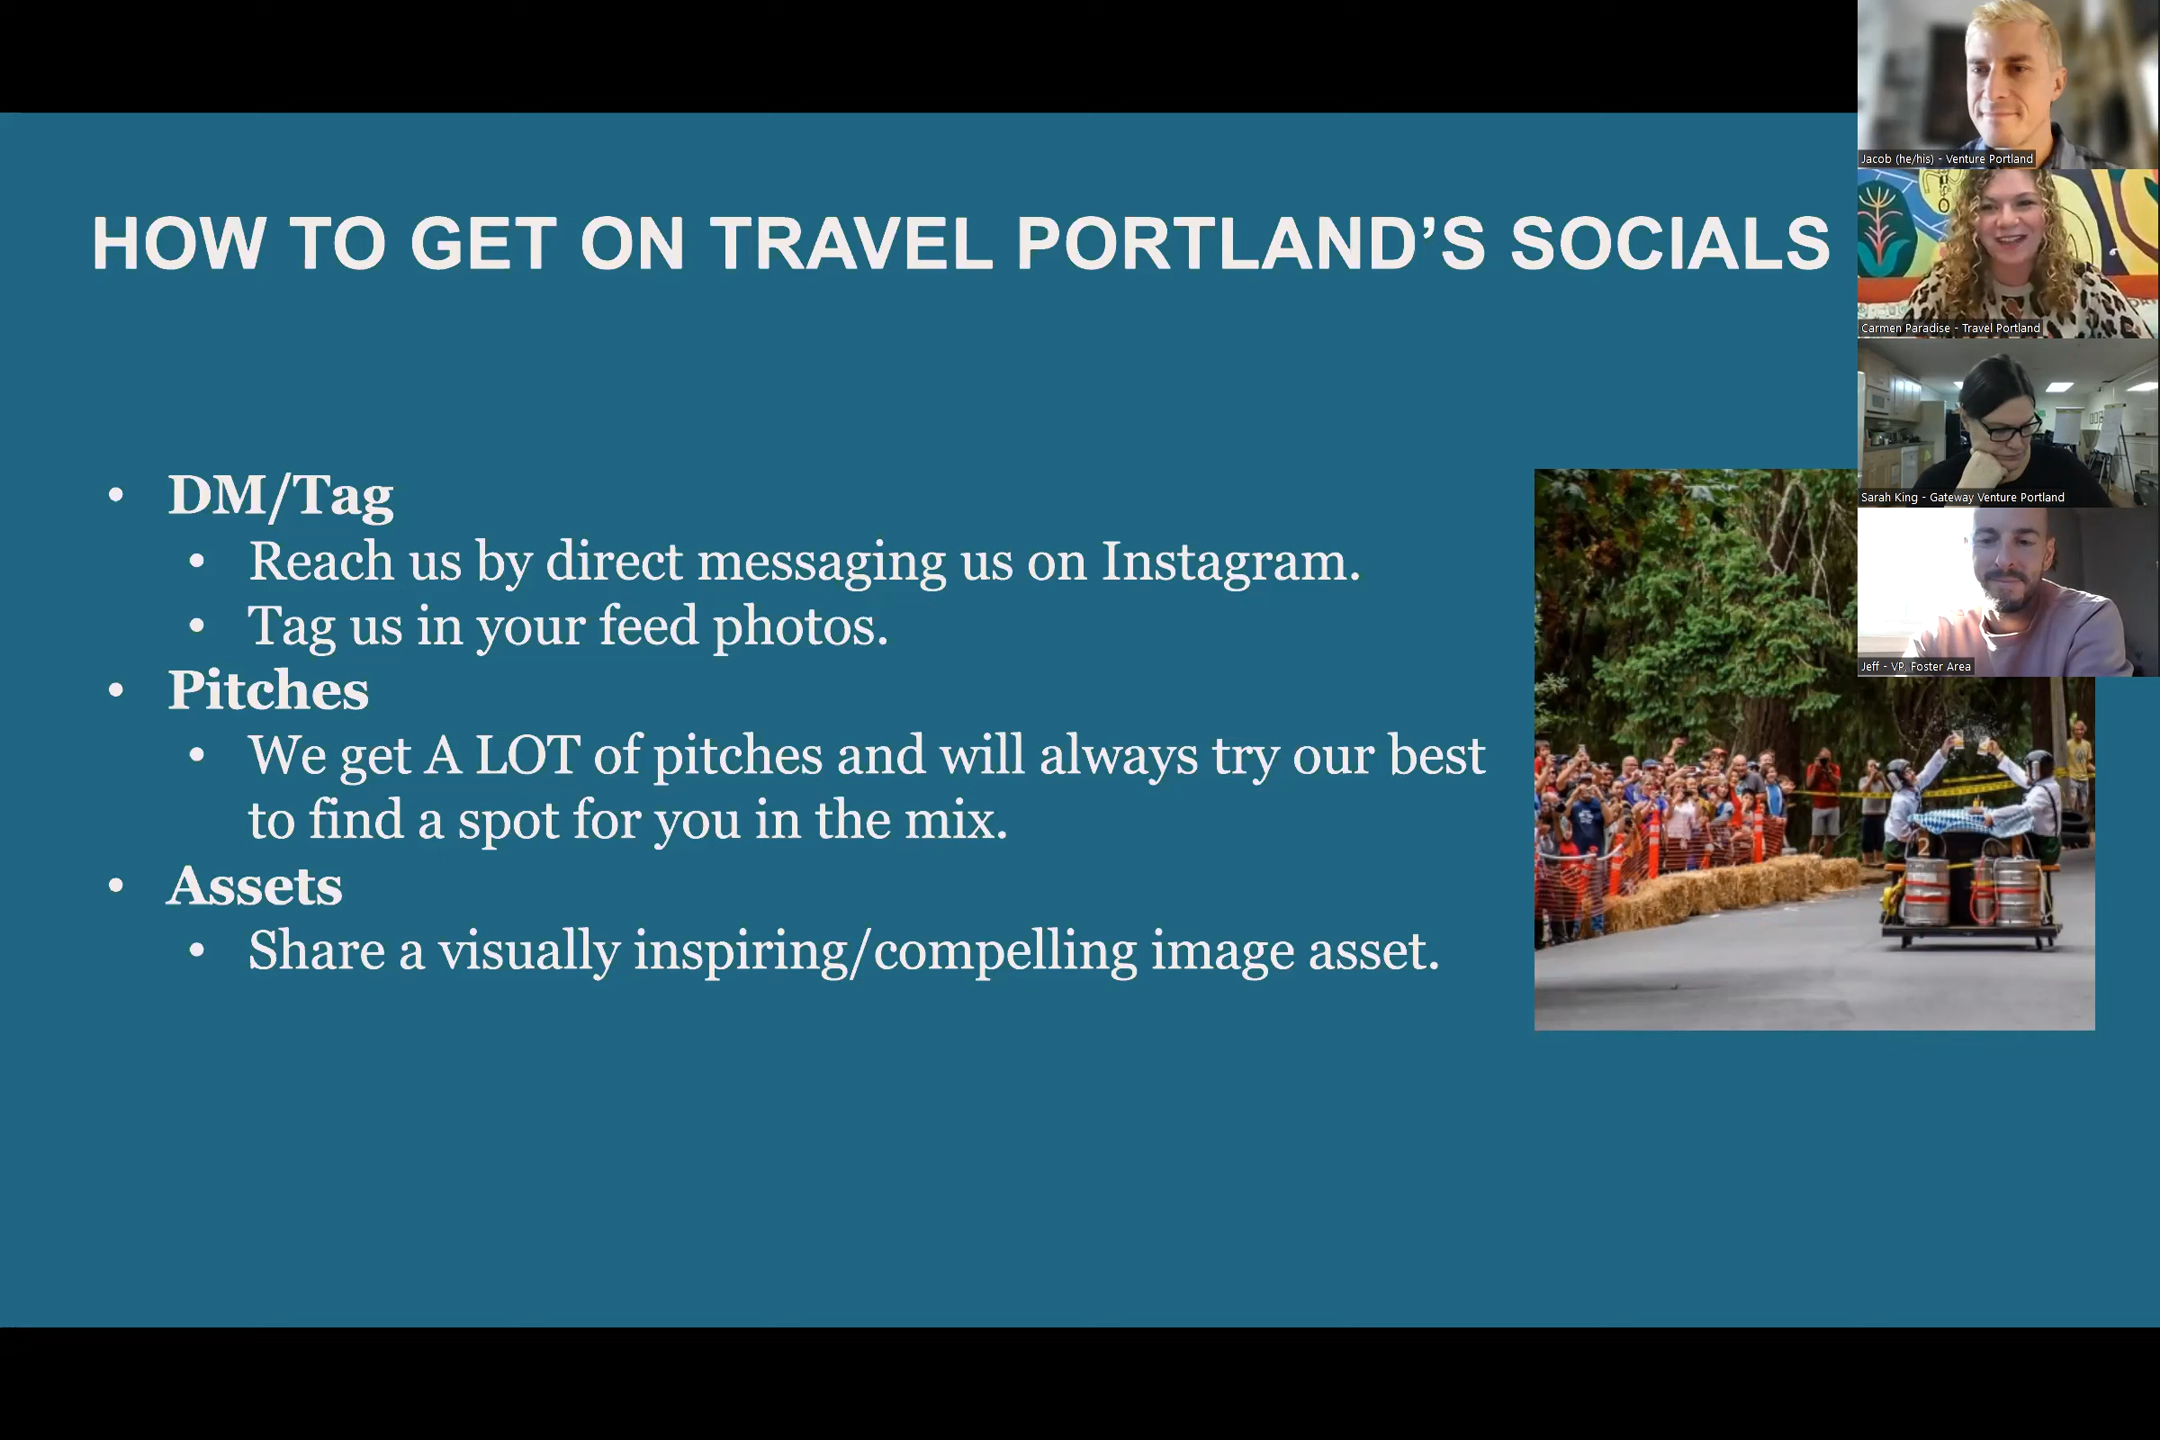 HOW TO GET ON TRAVEL PORTLAND’S SOCIALS
• DM/Tag
• Reach us by direct messaging us on Instagram.
• Tag us in your feed photos.
• Pitches
• We get A LOT of pitches and will always try our best
to find a spot for you in the mix.
• Assets
• Share a visually inspiring/compelling image asset.
2
Jacob (he/his) - Venture Portland
Carmen Paradise - Travel Portland
Sarah King - Gateway Venture Portland
Jeff - VP, Foster Area